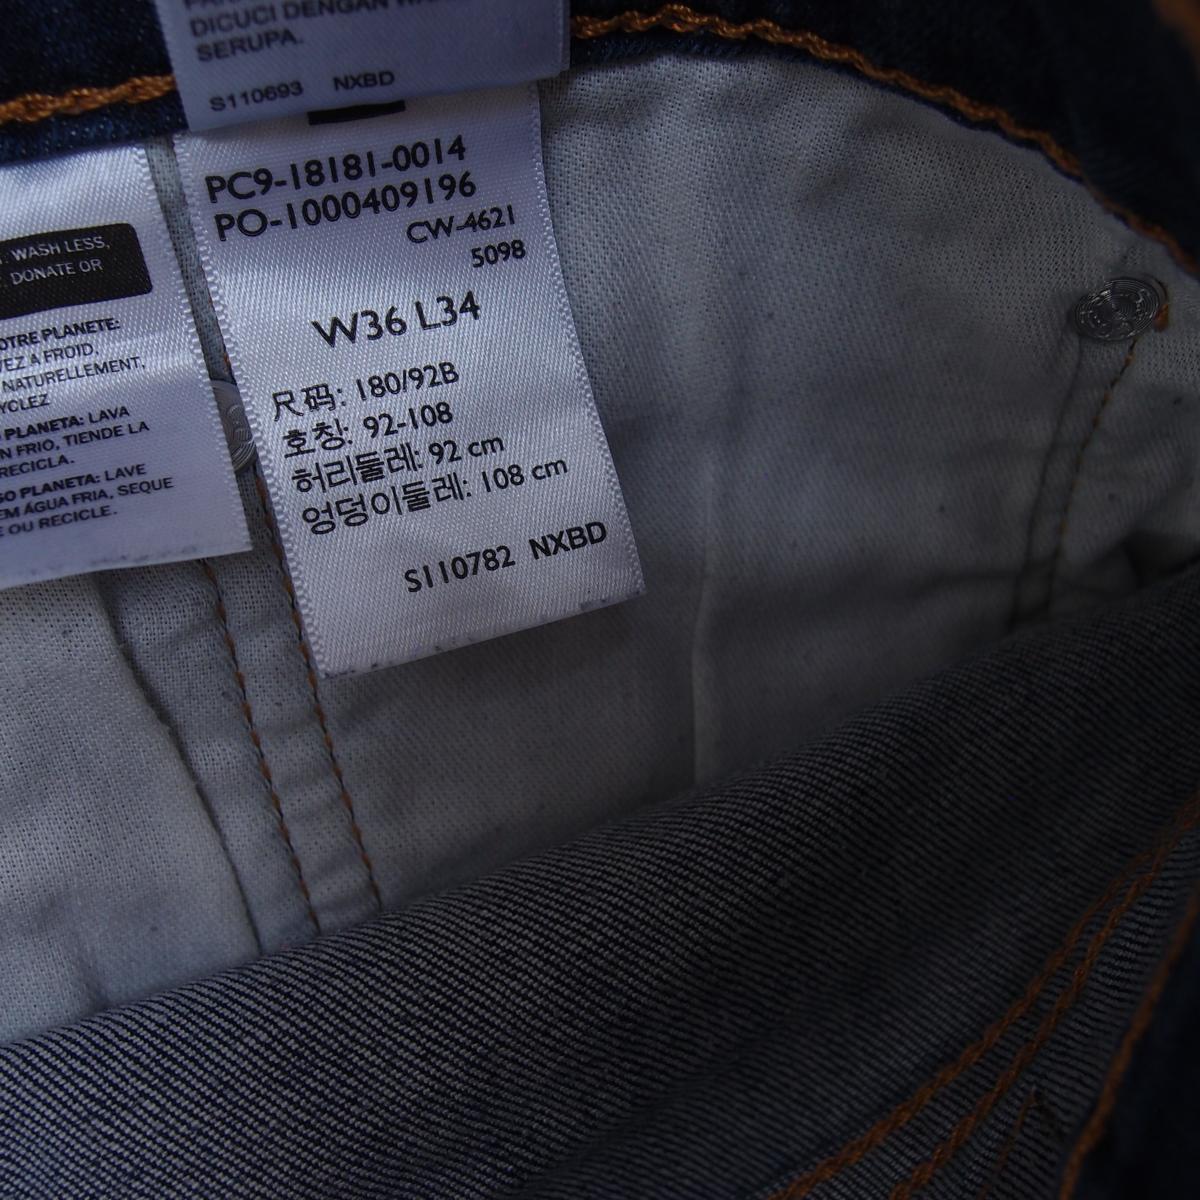 DICUCI DENGAN
SERUPA.
S110693 NXBD
PC9-18181-0014
PO-1000409196
CW-4621
5098
W36 L34
尺码: 180/92B
호칭: 92-108
허리둘레: 92 cm
엉덩이둘레: 108 cm
S110782 NXBD
WASH LESS,
DONATE OR
PLANETE:
A FROID,
NATURELLEMENT,
PLANETA: LAVA
FRIO, TIENDE LA
RECICLA.
PLANETA: LAVE
EM ÁGUA FRIA, SEQUE
OU RECICLE.